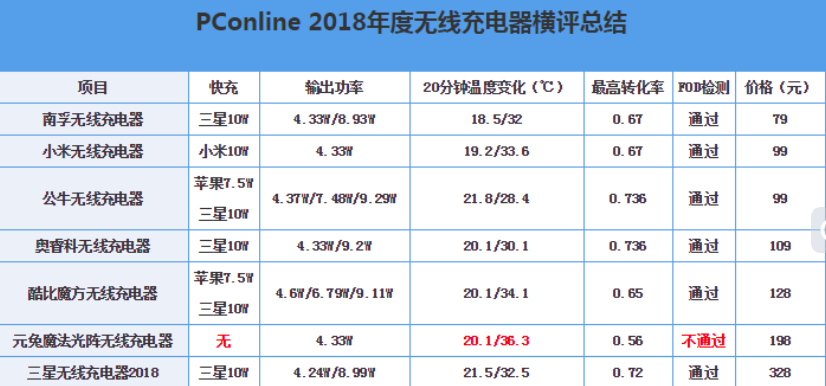 PConline 2018年度无线充电器横评总结
项目 快充 输出功率 20分钟温度变化（℃） 最高转化率 FOD检测 价格（元）
南孚无线充电器 三星10W 4.33W/8.93W 18.5/32 0.67 通过 79
小米无线充电器 小米10W 4.33W 19.2/33.6 0.67 通过 99
公牛无线充电器 苹果7.5W 4.37W/7.48W/9.29W 21.8/28.4 0.736 通过 99
三星10W
奥睿科无线充电器 三星10W 4.33W/9.2W 20.1/30.1 0.736 通过 109
酷比魔方无线充电器 苹果7.5W 4.6W/6.79W/9.11W 20.1/34.1 0.65 通过 128
三星10W
元兔魔法光阵无线充电器 无 4.33W 20.1/36.3 0.56 不通过 198
三星无线充电器2018 三星10W 4.24W/8.99W 21.5/32.5 0.72 通过 328